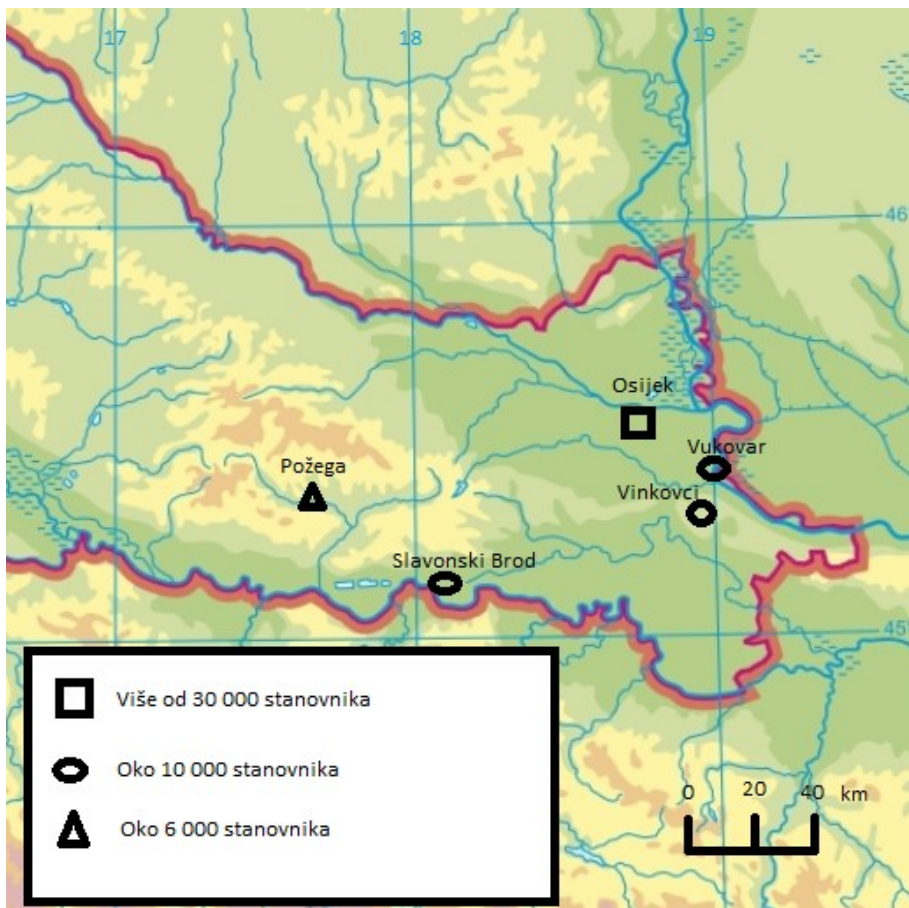 17
18
19
46
Osijek
Vukovar
Požega
Vinkovci
Slavonski Brod
45°
Više od 30 000 stanovnika
Oko 10 000 stanovnika
Oko 6 000 stanovnika
0 20 40 km